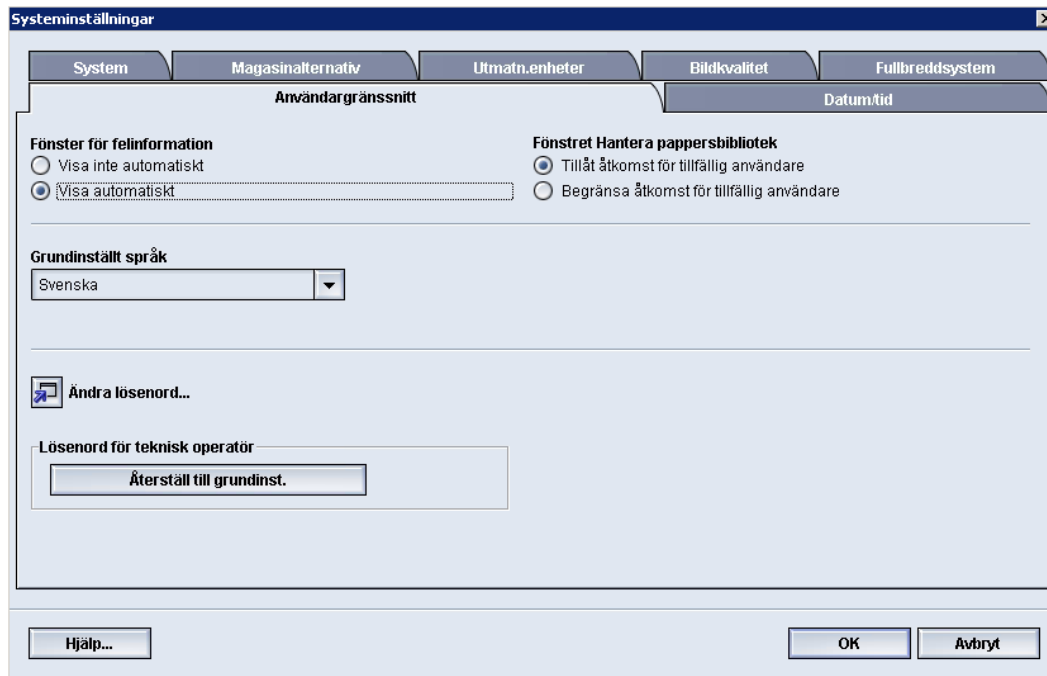 Systeminställningar
System
Magasinalternativ
Utmatn.enheter
Bildkvalitet
Fullbreddsystem
Användargränssnitt
Datum/tid
Fönster för felinformation
Visa inte automatiskt
Visa automatiskt
Fönstret Hantera pappersbibliotek
Tillåt åtkomst för tillfällig användare
Begränsa åtkomst för tillfällig användare
Grundinställt språk
Svenska
Ändra lösenord...
Lösenord för teknisk operatör
Återställ till grundinst.
Hjälp...
OK
Avbryt